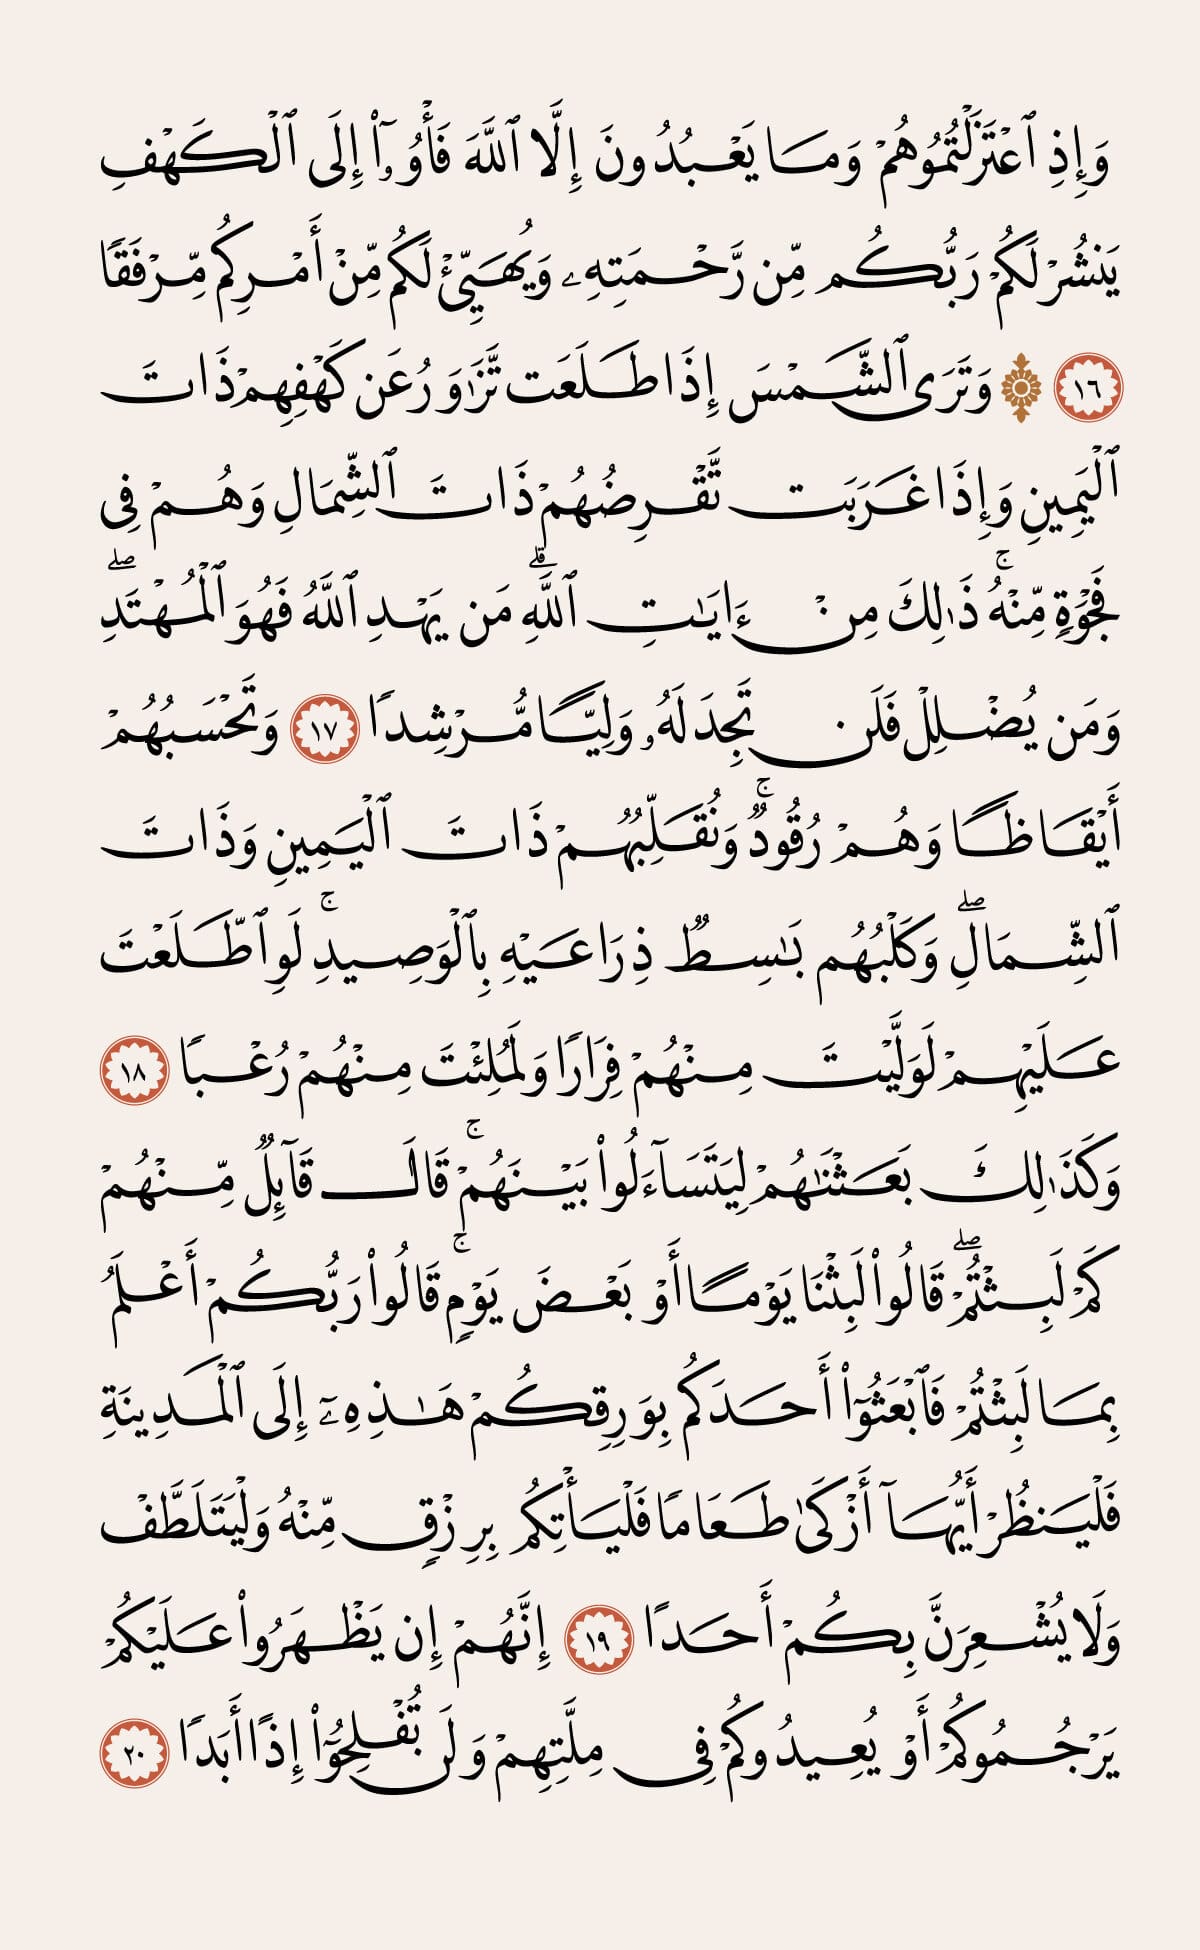 وَإِذِ ٱعْتَزَلْتُمُوهُمْ وَمَا يَعْبُدُونَ إِلَّا ٱللَّهَ فَأْوُۥٓا۟ إِلَى ٱلْكَهْفِ
يَنشُرْ لَكُمْ رَبُّكُم مِّن رَّحْمَتِهِۦ وَيُهَيِّئْ لَكُم مِّنْ أَمْرِكُم مِّرْفَقًا
١٦ ۞ وَتَرَى ٱلشَّمْسَ إِذَا طَلَعَت تَّزَٰوَرُ عَن كَهْفِهِمْ ذَاتَ
ٱلْيَمِينِ وَإِذَا غَرَبَت تَّقْرِضُهُمْ ذَاتَ ٱلشِّمَالِ وَهُمْ فِى
فَجْوَةٍ مِّنْهُ ۚ ذَٰلِكَ مِنْ ءَايَٰتِ ٱللَّهِ ۗ مَن يَهْدِ ٱللَّهُ فَهُوَ ٱلْمُهْتَدِ ۖ
وَمَن يُضْلِلْ فَلَن تَجِدَ لَهُۥ وَلِيًّا مُّرْشِدًا ١٧ وَتَحْسَبُهُمْ
أَيْقَاظًا وَهُمْ رُقُودٌ ۚ وَنُقَلِّبُهُمْ ذَاتَ ٱلْيَمِينِ وَذَاتَ
ٱلشِّمَالِ ۖ وَكَلْبُهُم بَٰسِطٌ ذِرَاعَيْهِ بِٱلْوَصِيدِ ۚ لَوِ ٱطَّلَعْتَ
عَلَيْهِمْ لَوَلَّيْتَ مِنْهُمْ فِرَارًا وَلَمُلِئْتَ مِنْهُمْ رُعْبًا ١٨
وَكَذَٰلِكَ بَعَثْنَٰهُمْ لِيَتَسَآءَلُوا۟ بَيْنَهُمْ ۚ قَالَ قَآئِلٌ مِّنْهُمْ
كَمْ لَبِثْتُمْ ۖ قَالُوا۟ لَبِثْنَا يَوْمًا أَوْ بَعْضَ يَوْمٍ ۚ قَالُوا۟ رَبُّكُمْ أَعْلَمُ
بِمَا لَبِثْتُمْ فَٱبْعَثُوٓا۟ أَحَدَكُم بِوَرِقِكُمْ هَٰذِهِۦٓ إِلَى ٱلْمَدِينَةِ
فَلْيَنظُرْ أَيُّهَآ أَزْكَىٰ طَعَامًا فَلْيَأْتِكُم بِرِزْقٍ مِّنْهُ وَلْيَتَلَطَّفْ
وَلَا يُشْعِرَنَّ بِكُمْ أَحَدًا ١٩ إِنَّهُمْ إِن يَظْهَرُوا۟ عَلَيْكُمْ
يَرْجُمُوكُمْ أَوْ يُعِيدُوكُمْ فِى مِلَّتِهِمْ وَلَن تُفْلِحُوٓا۟ إِذًا أَبَدًا ٢٠